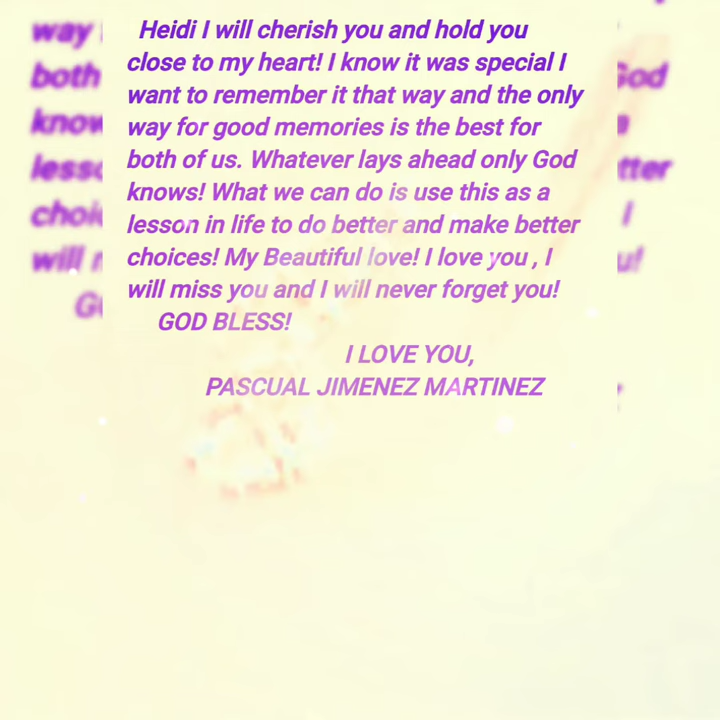 Heidi I will cherish you and hold you
close to my heart! I know it was special I
want to remember it that way and the only
way for good memories is the best for
both of us. Whatever lays ahead only God
knows! What we can do is use this as a
lesson in life to do better and make better
choices! My Beautiful love! I love you , I
will miss you and I will never forget you!
GOD BLESS!
I LOVE YOU,
PASCUAL JIMENEZ MARTINEZ